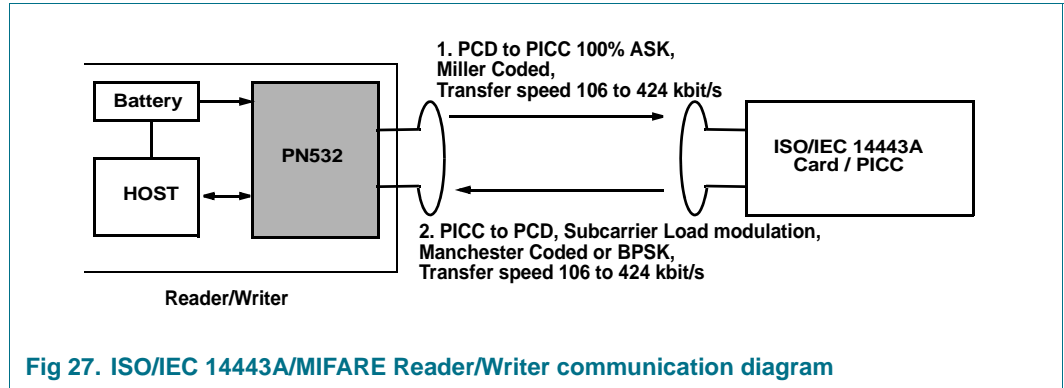 1. PCD to PICC 100% ASK,
Miller Coded,
Transfer speed 106 to 424 kbit/s
Battery
PN532
HOST
ISO/IEC 14443A
Card / PICC
2. PICC to PCD, Subcarrier Load modulation,
Manchester Coded or BPSK,
Transfer speed 106 to 424 kbit/s
Reader/Writer
Fig 27. ISO/IEC 14443A/MIFARE Reader/Writer communication diagram